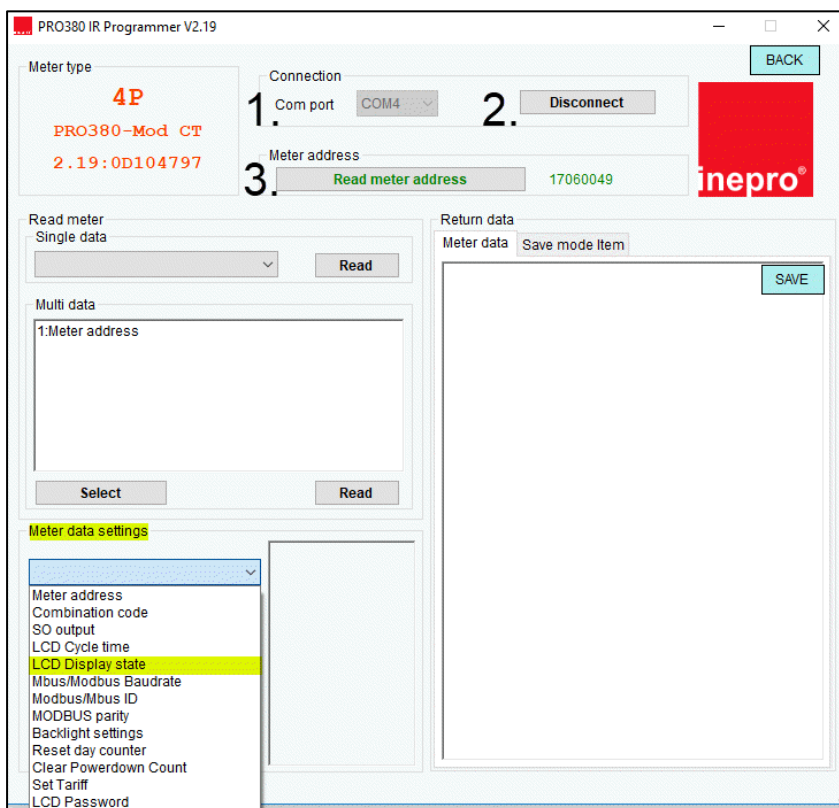 PRO380 IR Programmer V2.19
BACK
Meter type
4P
PRO380-Mod CT
2.19:0D104797
Connection
1. Com port COM4 2. Disconnect
Meter address
3. Read meter address 17060049
inepro®
Read meter
Single data
Read
Multi data
1:Meter address
Select Read
Return data
Meter data Save mode Item
SAVE
Meter data settings
Meter address
Combination code
SO output
LCD Cycle time
LCD Display state
Mbus/Modbus Baudrate
Modbus/Mbus ID
MODBUS parity
Backlight settings
Reset day counter
Clear Powerdown Count
Set Tariff
LCD Password